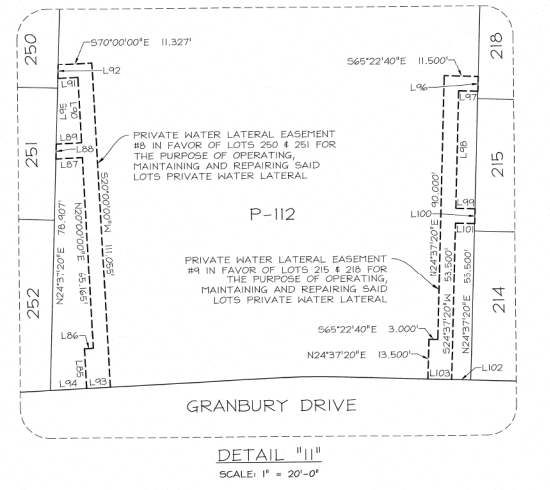 250
218
S70°00'00"E 11.327'
S65°22'40"E 11.500'
L92
L96
L91
L97
L95
L90
L98
L89
L88
L87
251
215
PRIVATE WATER LATERAL EASEMENT
#8 IN FAVOR OF LOTS 250 & 251 FOR
THE PURPOSE OF OPERATING,
MAINTAINING AND REPAIRING SAID
LOTS PRIVATE WATER LATERAL
S20°00'00"W 111.055'
N24°37'20"E 90.000'
L99
L100
L101
P-112
N24°37'20"E 78.907'
N20°00'00"E 65.165'
PRIVATE WATER LATERAL EASEMENT
#9 IN FAVOR OF LOTS 215 & 218 FOR
THE PURPOSE OF OPERATING,
MAINTAINING AND REPAIRING SAID
LOTS PRIVATE WATER LATERAL
S24°37'20"W 53.500'
N24°37'20"E 53.500'
252
214
L86
S65°22'40"E 3.000'
N24°37'20"E 13.500'
L85
L94
L93
L103
L102
GRANBURY DRIVE
DETAIL "11"
SCALE: 1" = 20'-0"